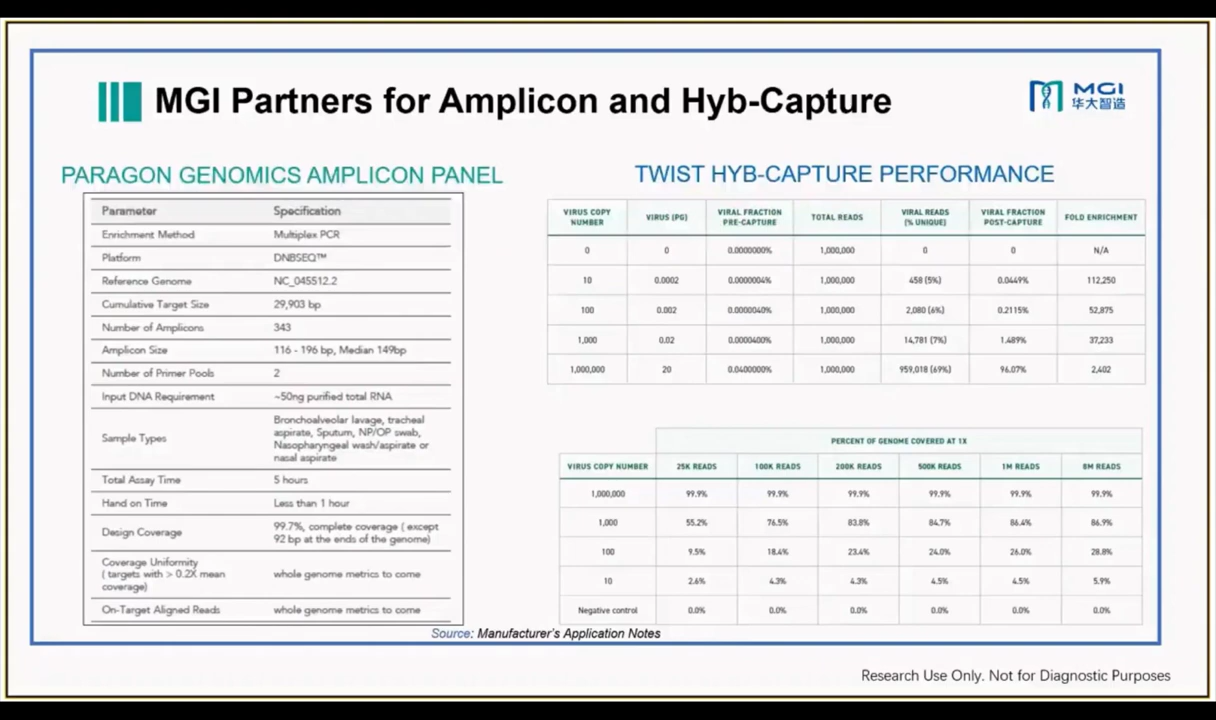 MGI Partners for Amplicon and Hyb-Capture
MGI
华大智造
PARAGON GENOMICS AMPLICON PANEL
Parameter Specification
Enrichment Method Multiplex PCR
Platform DNBSEQ™
Reference Genome NC_045512.2
Cumulative Target Size 29,903 bp
Number of Amplicons 343
Amplicon Size 116 - 196 bp, Median 149bp
Number of Primer Pools 2
Input DNA Requirement ~50ng purified total RNA
Sample Types Bronchoalveolar lavage, tracheal
aspirate, Sputum, NP/OP swab,
Nasopharyngeal wash/aspirate or
nasal aspirate
Total Assay Time 5 hours
Hand on Time Less than 1 hour
Design Coverage 99.7%, complete coverage ( except
92 bp at the ends of the genome)
Coverage Uniformity
( targets with > 0.2X mean
coverage) whole genome metrics to come
On-Target Aligned Reads whole genome metrics to come
TWIST HYB-CAPTURE PERFORMANCE
VIRUS COPY NUMBER VIRUS (PG) VIRAL FRACTION PRE-CAPTURE TOTAL READS VIRAL READS (% UNIQUE) VIRAL FRACTION POST-CAPTURE FOLD ENRICHMENT
0 0 0.0000000% 1,000,000 0 0 N/A
10 0.0002 0.0000004% 1,000,000 458 (5%) 0.0449% 112,250
100 0.002 0.0000040% 1,000,000 2,080 (6%) 0.2115% 52,875
1,000 0.02 0.0000400% 1,000,000 14,781 (7%) 1.489% 37,233
1,000,000 20 0.0400000% 1,000,000 959,018 (69%) 96.07% 2,402
PERCENT OF GENOME COVERED AT 1X
VIRUS COPY NUMBER 25K READS 100K READS 200K READS 500K READS 1M READS 8M READS
1,000,000 99.9% 99.9% 99.9% 99.9% 99.9% 99.9%
1,000 55.2% 76.5% 83.8% 84.7% 86.4% 86.9%
100 9.5% 18.4% 23.4% 24.0% 26.0% 28.8%
10 2.6% 4.3% 4.3% 4.5% 4.5% 5.9%
Negative control 0.0% 0.0% 0.0% 0.0% 0.0% 0.0%
Source: Manufacturer's Application Notes
Research Use Only. Not for Diagnostic Purposes